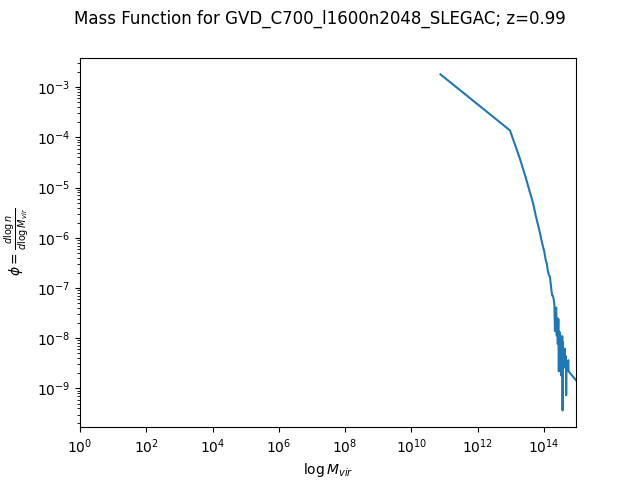 Mass Function for GVD_C700_l1600n2048_SLEGAC; z=0.99
10⁻³
10⁻⁴
10⁻⁵
10⁻⁶
10⁻⁷
10⁻⁸
10⁻⁹
ϕ = d log n / d log M_vir
10⁰ 10² 10⁴ 10⁶ 10⁸ 10¹⁰ 10¹² 10¹⁴
log M_vir